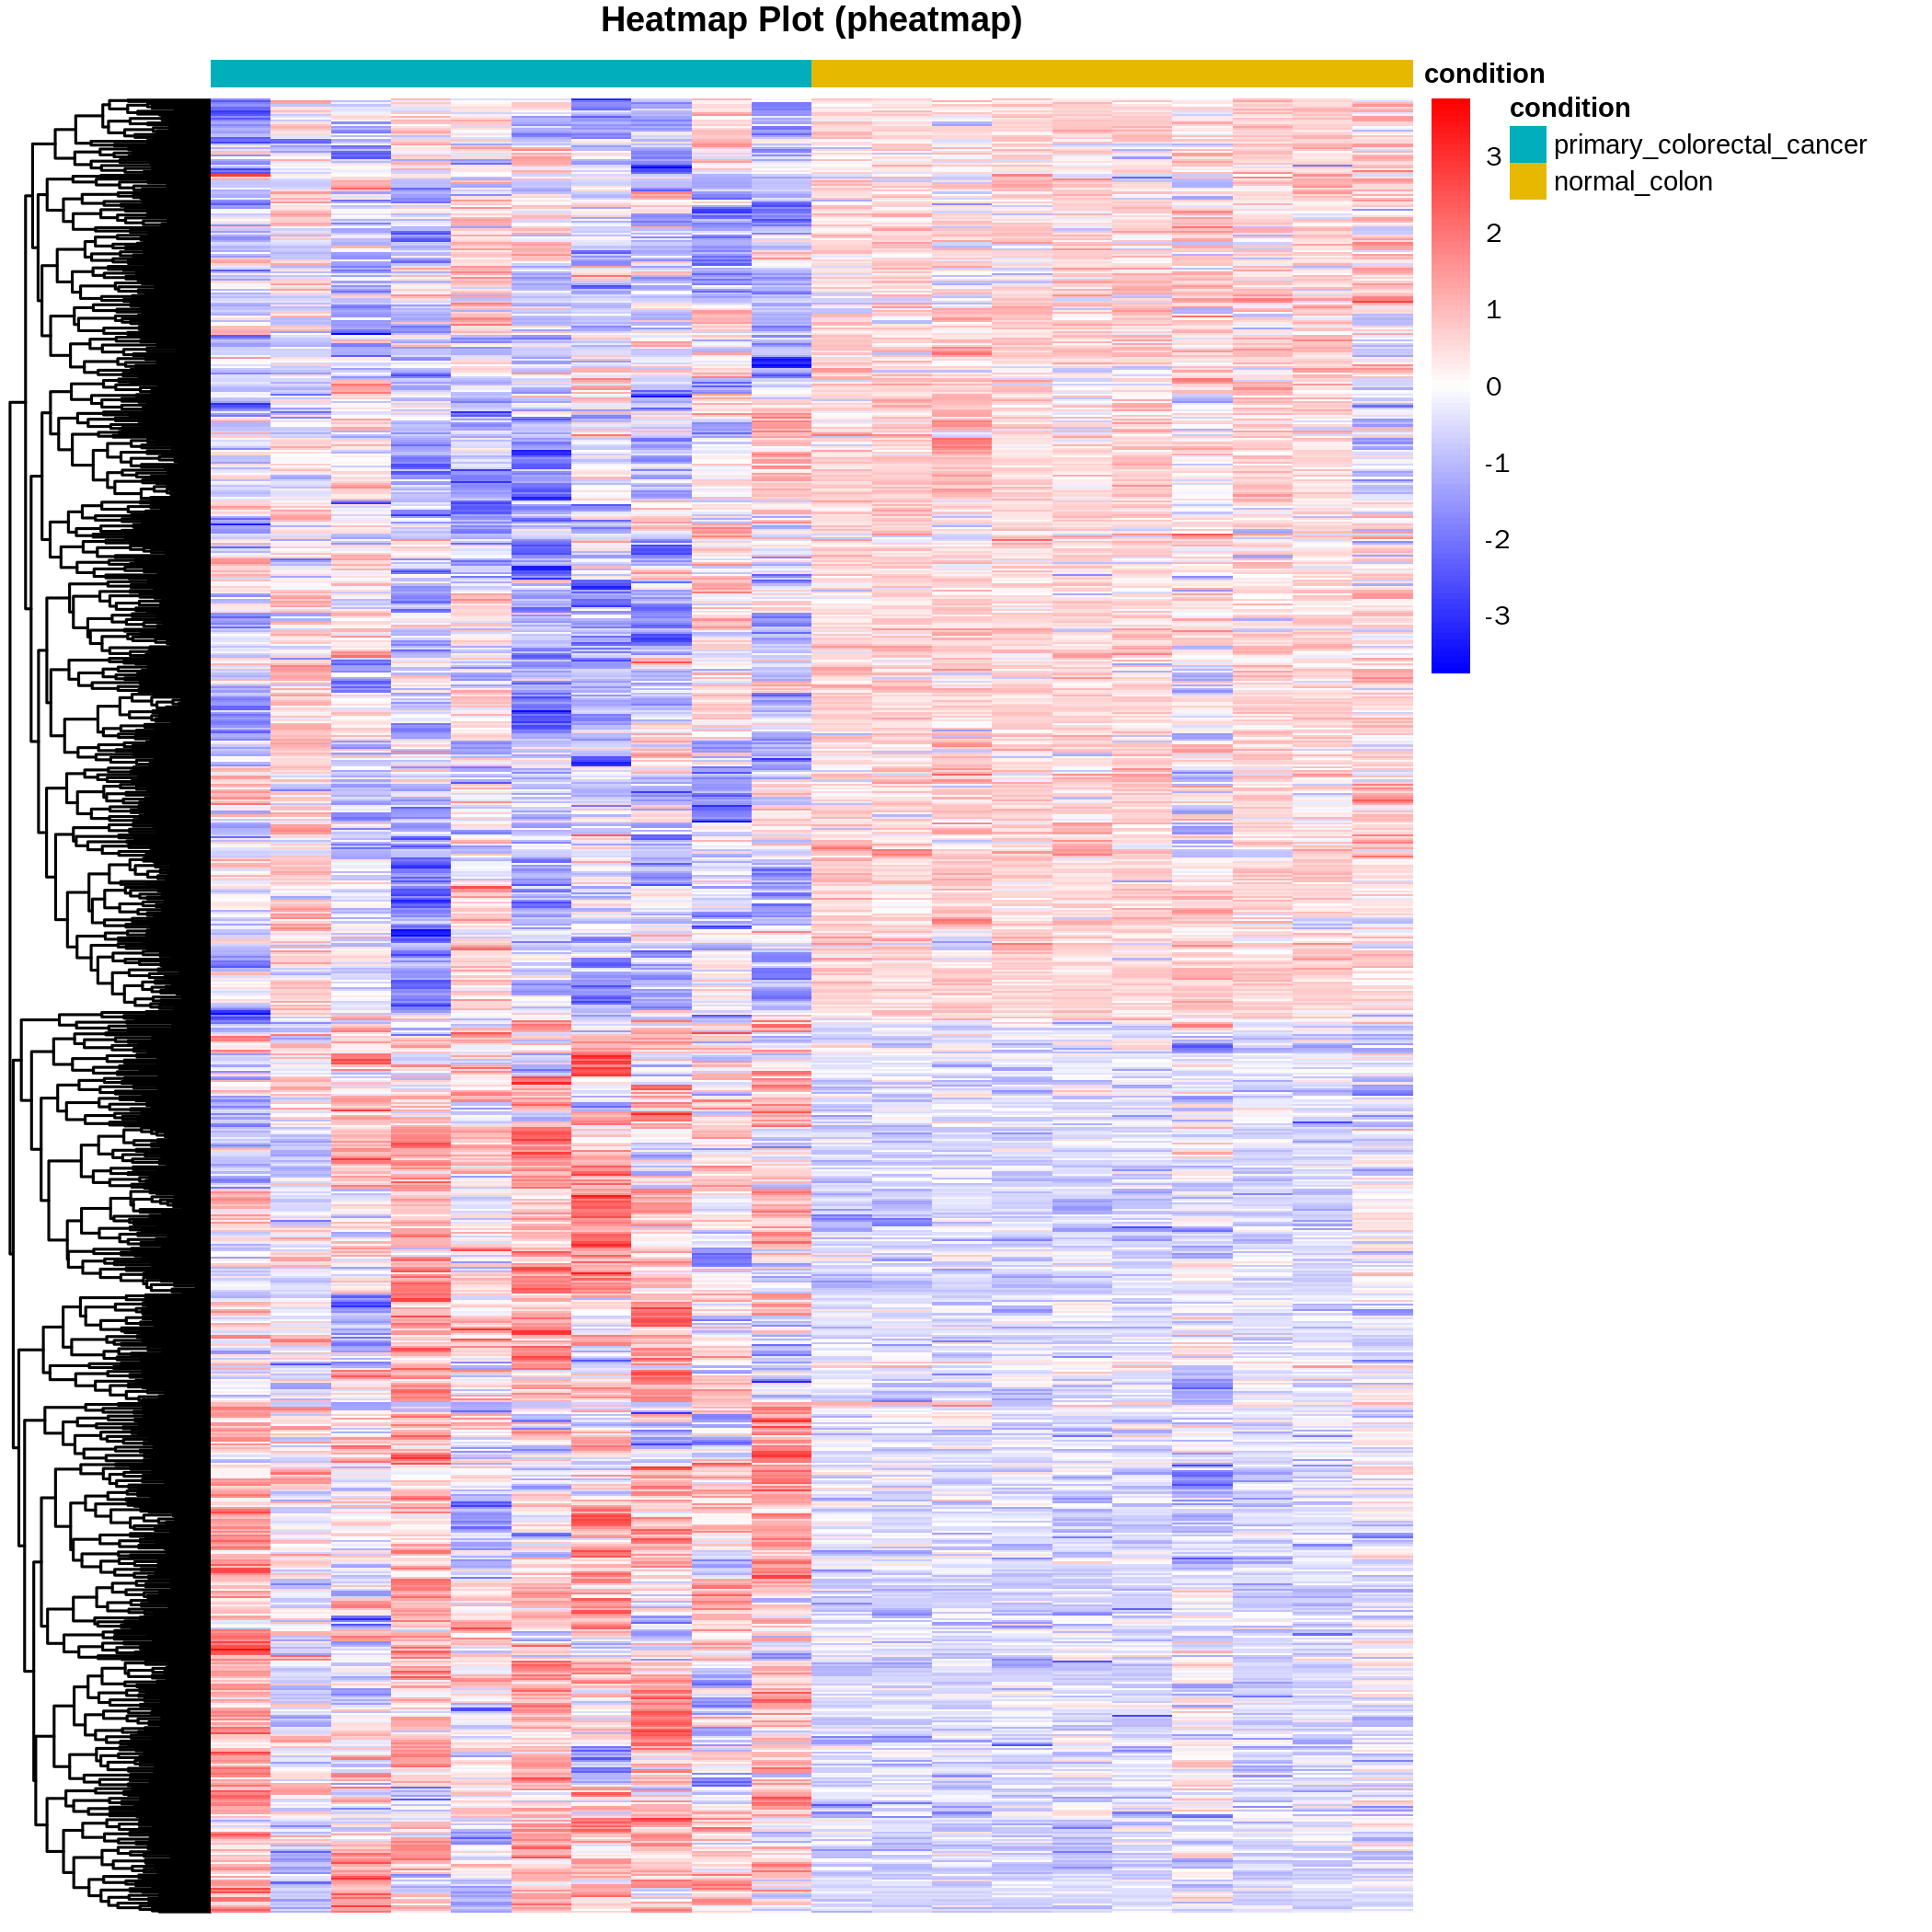 Heatmap Plot (pheatmap)
condition
condition
primary_colorectal_cancer
normal_colon
3
2
1
0
-1
-2
-3